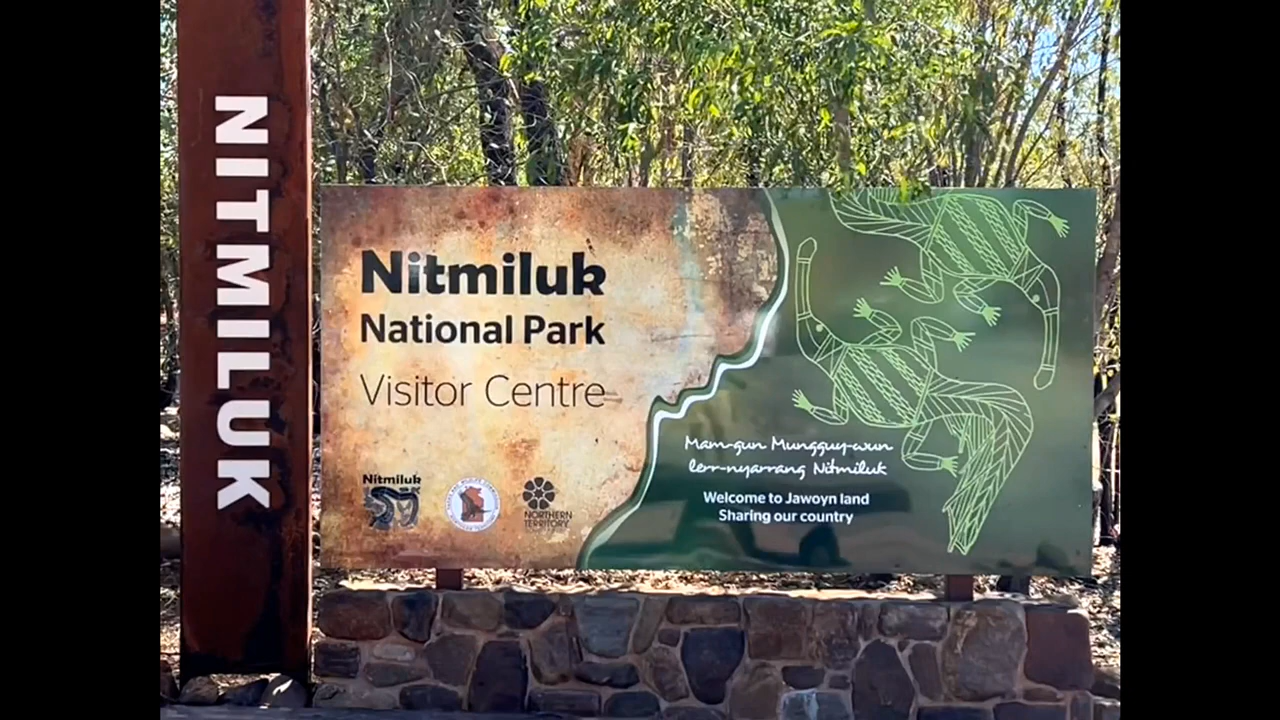 NITMILUK
Nitmiluk
National Park
Visitor Centre
Mam-gun Mungguy-wun
lerr-nyarrang Nitmiluk
Welcome to Jawoyn land
Sharing our country
Nitmiluk
NORTHERN
TERRITORY